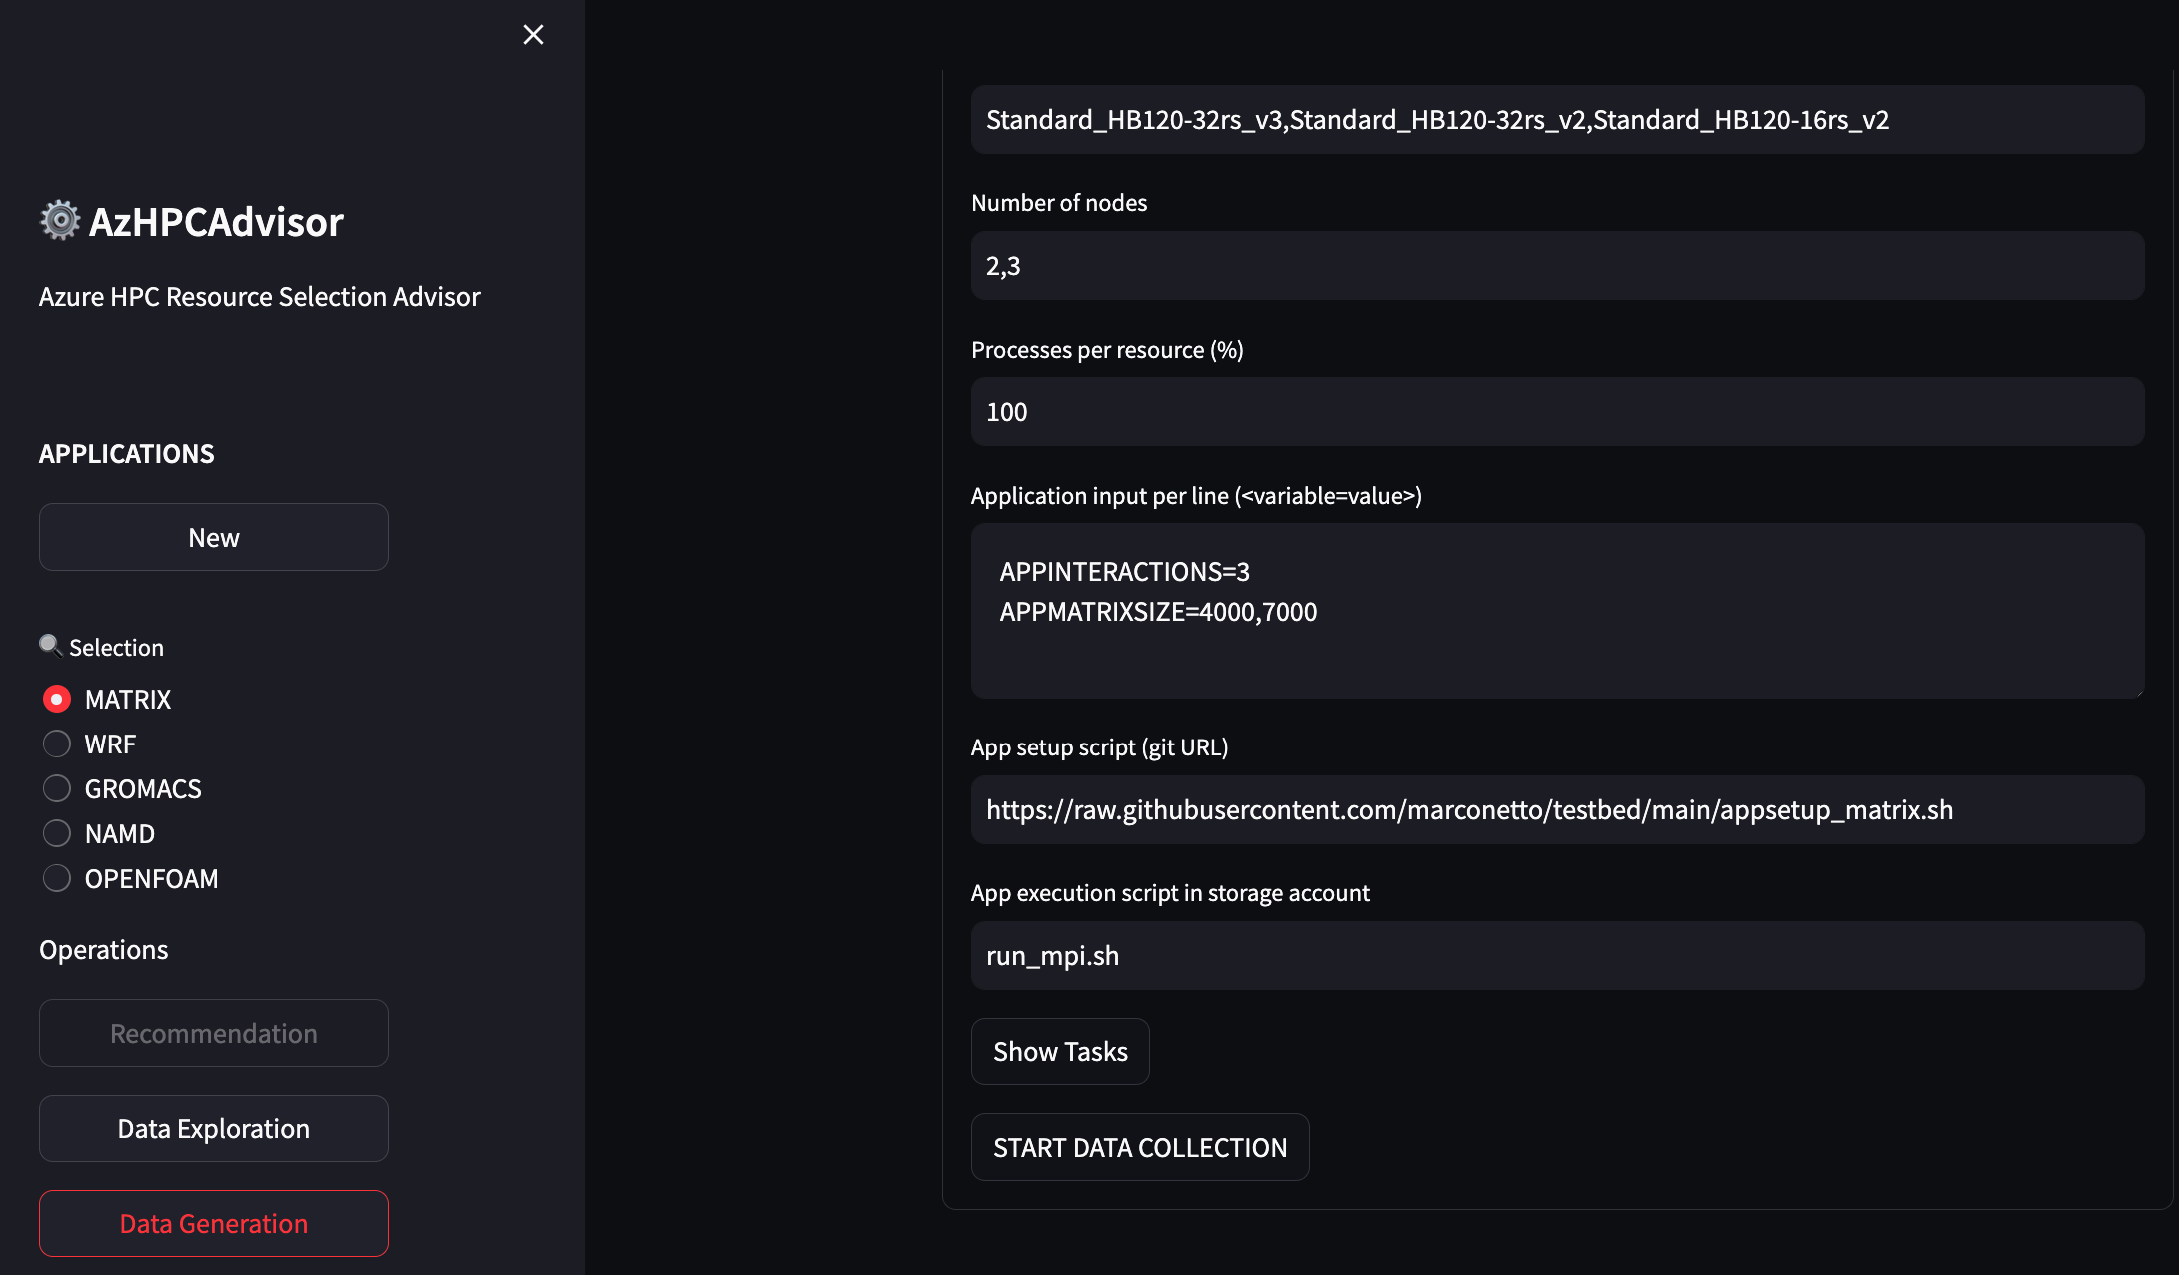 AzHPCAdvisor
Azure HPC Resource Selection Advisor
APPLICATIONS
New
Selection
MATRIX
WRF
GROMACS
NAMD
OPENFOAM
Operations
Recommendation
Data Exploration
Data Generation
Standard_HB120-32rs_v3,Standard_HB120-32rs_v2,Standard_HB120-16rs_v2
Number of nodes
2,3
Processes per resource (%)
100
Application input per line (<variable=value>)
APPINTERACTIONS=3
APPMATRIXSIZE=4000,7000
App setup script (git URL)
https://raw.githubusercontent.com/marconetto/testbed/main/appsetup_matrix.sh
App execution script in storage account
run_mpi.sh
Show Tasks
START DATA COLLECTION